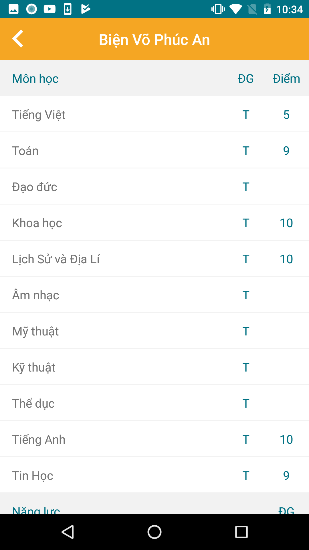 10:34
Biện Võ Phúc An
Môn học ĐG Điểm
Tiếng Việt T 5
Toán T 9
Đạo đức T
Khoa học T 10
Lịch Sử và Địa Lí T 10
Âm nhạc T
Mỹ thuật T
Kỹ thuật T
Thể dục T
Tiếng Anh T 10
Tin Học T 9
Năng lực ĐG